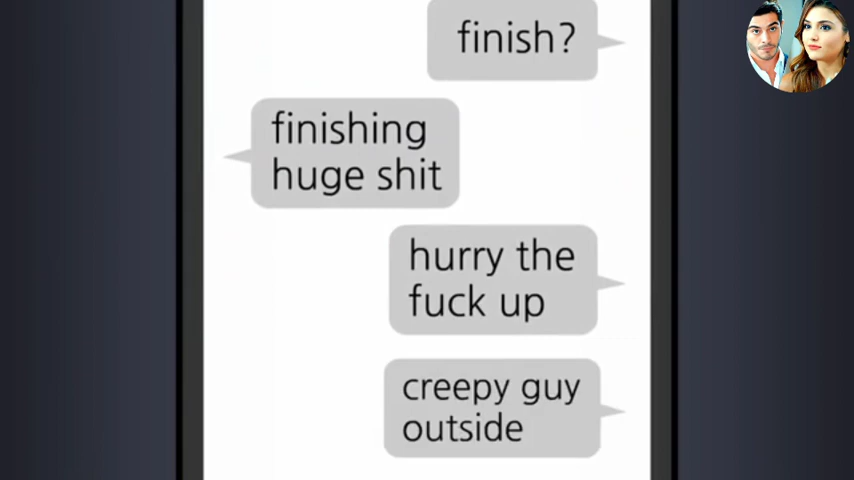 finish?
finishing
huge shit
hurry the
fuck up
creepy guy
outside